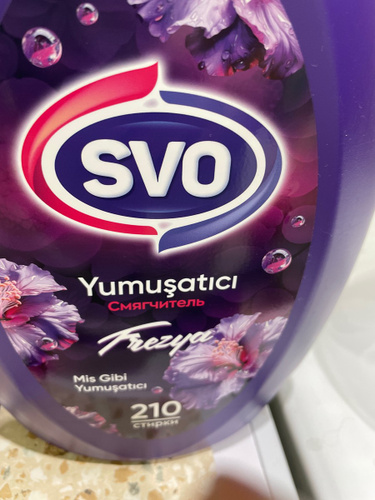 SVO
Yumuşatıcı
Смягчитель
Frezya
Mis Gibi
Yumuşatıcı
210
стирки